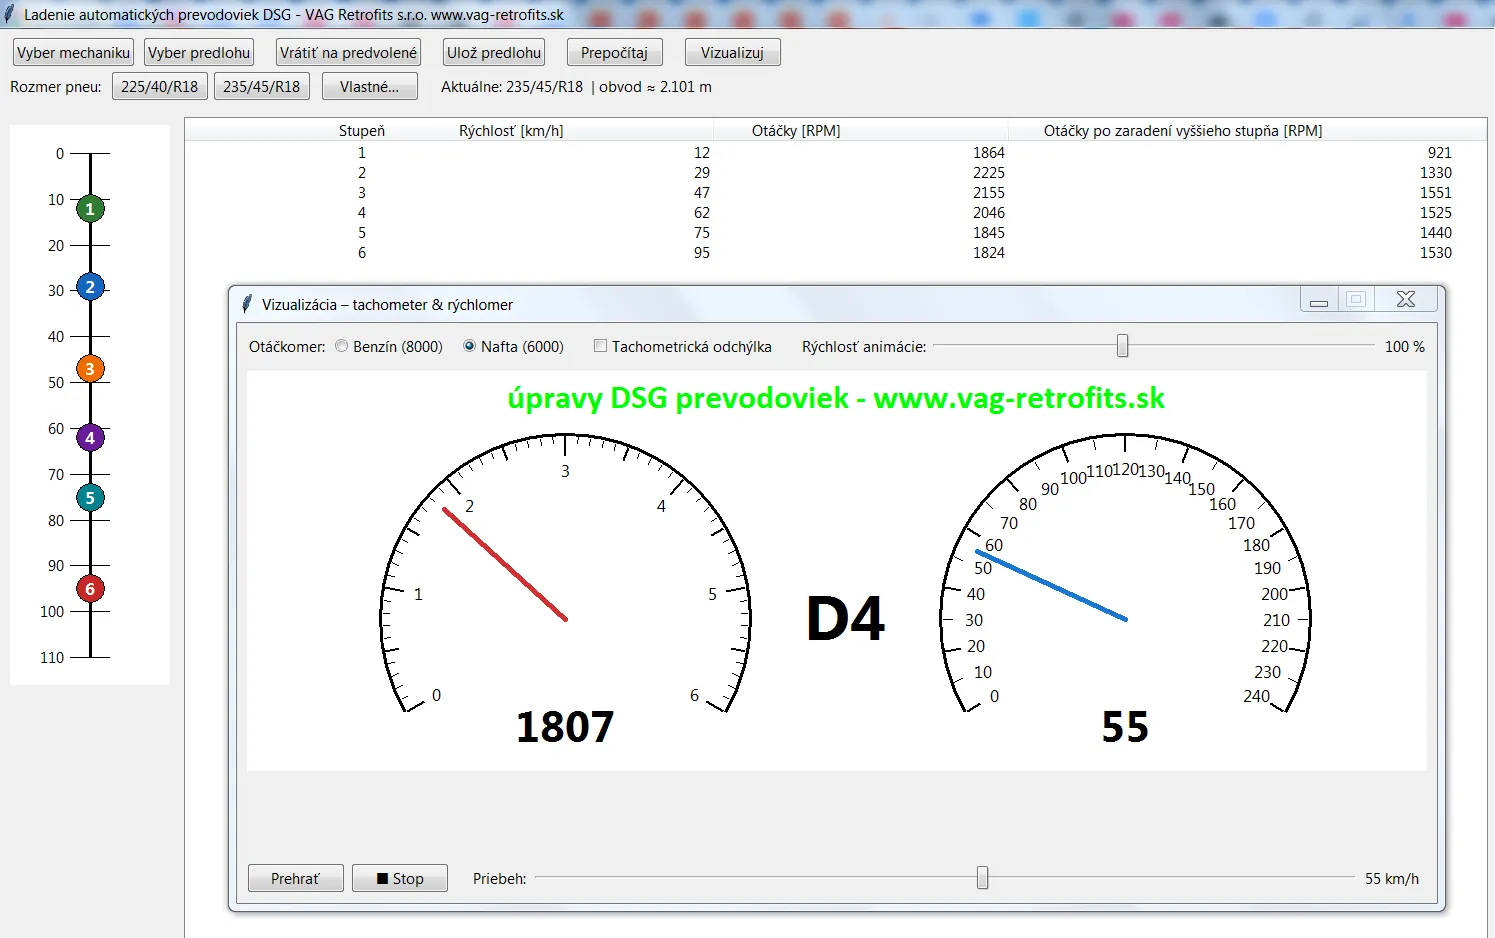 Ladenie automatických prevodoviek DSG - VAG Retrofits s.r.o. www.vag-retrofits.sk
Vyber mechaniku Vyber predlohu Vrátiť na predvolené Ulož predlohu Prepočítaj Vizualizuj
Rozmer pneu: 225/40/R18 235/45/R18 Vlastné... Aktuálne: 235/45/R18 | obvod ≈ 2.101 m
0
10
1
20
30
2
40
3
50
60
4
70
5
80
90
6
100
110
Stupeň Rýchlosť [km/h] Otáčky [RPM] Otáčky po zaradení vyššieho stupňa [RPM]
1 12 1864 921
2 29 2225 1330
3 47 2155 1551
4 62 2046 1525
5 75 1845 1440
6 95 1824 1530
Vizualizácia – tachometer & rýchlomer
Otáčkomer: Benzín (8000) Nafta (6000) Tachometrická odchýlka Rýchlosť animácie: 100 %
úpravy DSG prevodoviek - www.vag-retrofits.sk
0 1 2 3 4 5 6
1807
D4
0 10 20 30 40 50 60 70 80 90 100 110 120 130 140 150 160 170 180 190 200 210 220 230 240
55
Prehrať ■ Stop Priebeh: 55 km/h